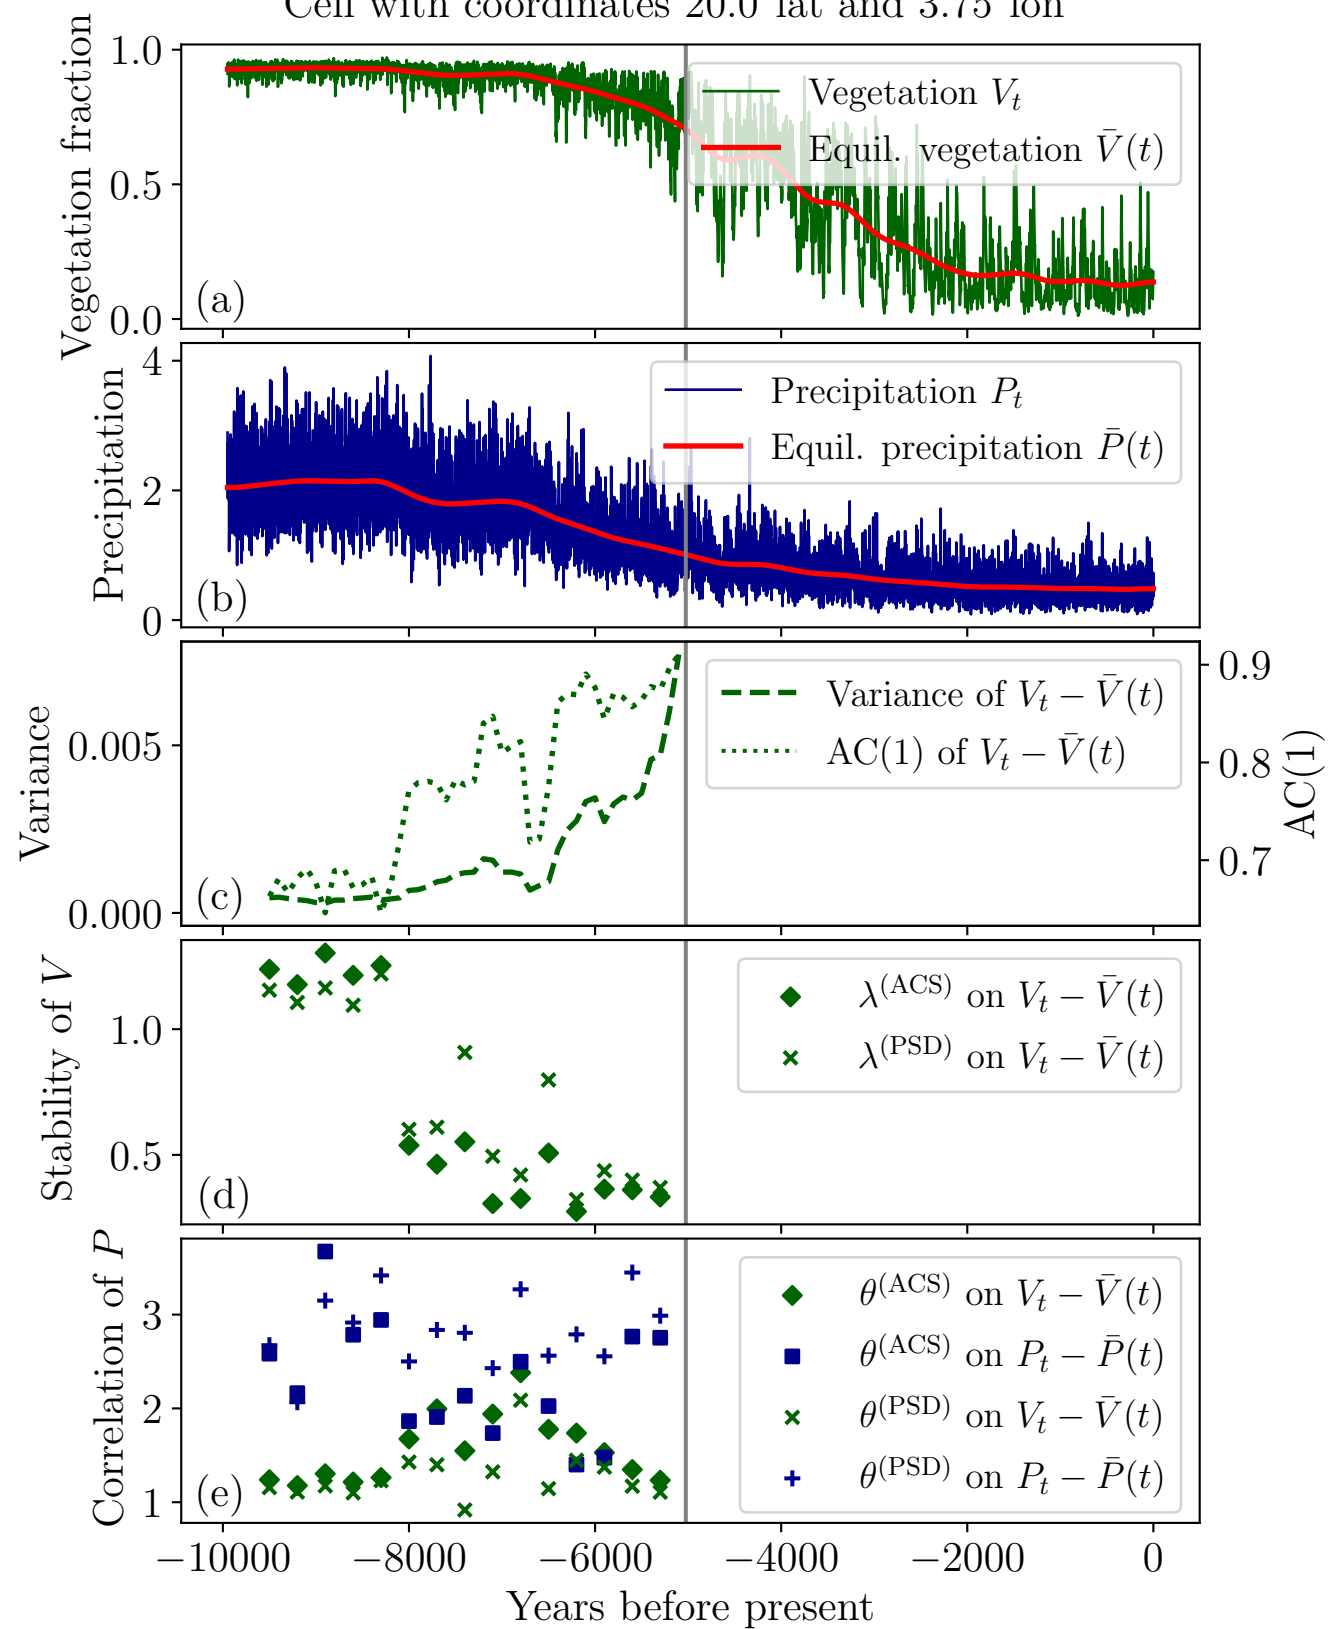 Cell with coordinates 20.0 lat and 3.75 lon
Vegetation fraction
1.0
0.5
0.0
(a)
Vegetation V_t
Equil. vegetation V̄(t)
Precipitation
4
2
0
(b)
Precipitation P_t
Equil. precipitation P̄(t)
Variance
0.005
0.000
(c)
Variance of V_t − V̄(t)
AC(1) of V_t − V̄(t)
0.9
0.8
0.7
AC(1)
Stability of V
1.0
0.5
(d)
λ^(ACS) on V_t − V̄(t)
λ^(PSD) on V_t − V̄(t)
Correlation of P
3
2
1
(e)
θ^(ACS) on V_t − V̄(t)
θ^(ACS) on P_t − P̄(t)
θ^(PSD) on V_t − V̄(t)
θ^(PSD) on P_t − P̄(t)
−10000 −8000 −6000 −4000 −2000 0
Years before present